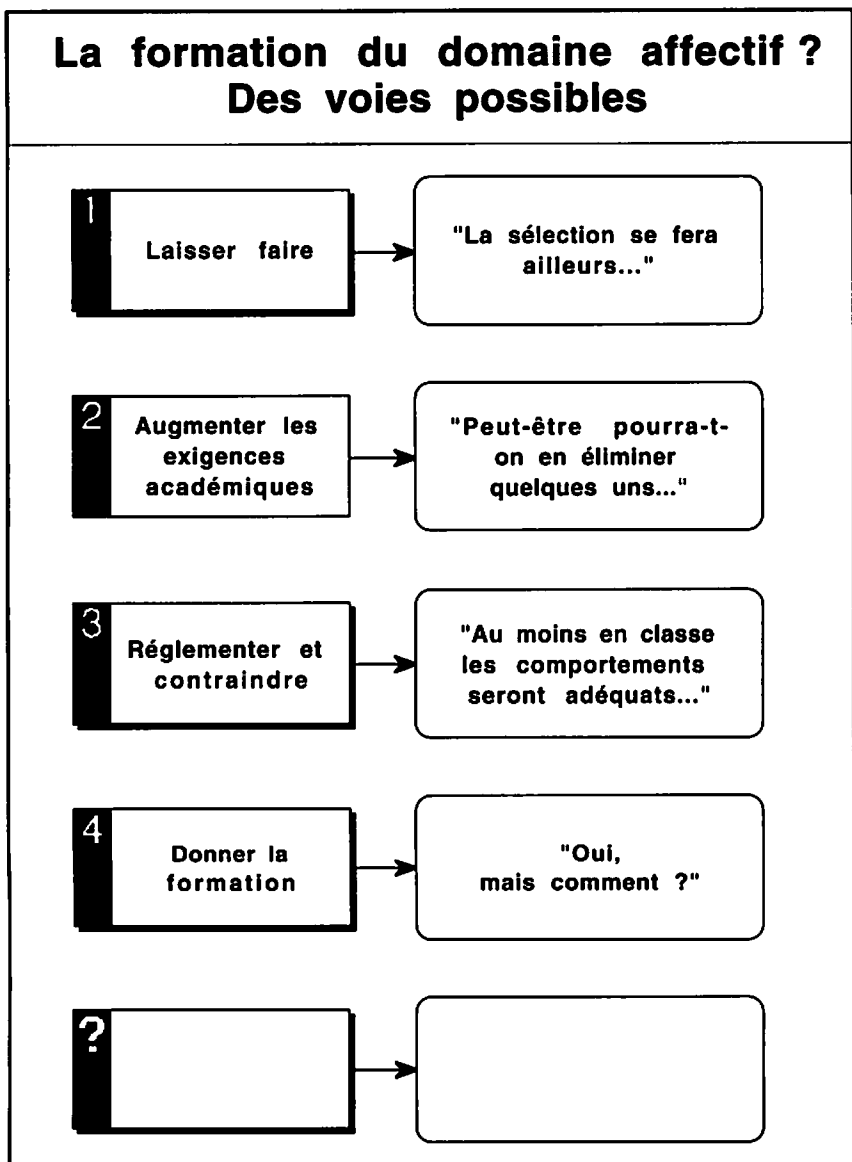 La formation du domaine affectif ?
Des voies possibles
1
Laisser faire
"La sélection se fera
ailleurs..."
2
Augmenter les
exigences
académiques
"Peut-être pourra-t-
on en éliminer
quelques uns..."
3
Réglementer et
contraindre
"Au moins en classe
les comportements
seront adéquats..."
4
Donner la
formation
"Oui,
mais comment ?"
?